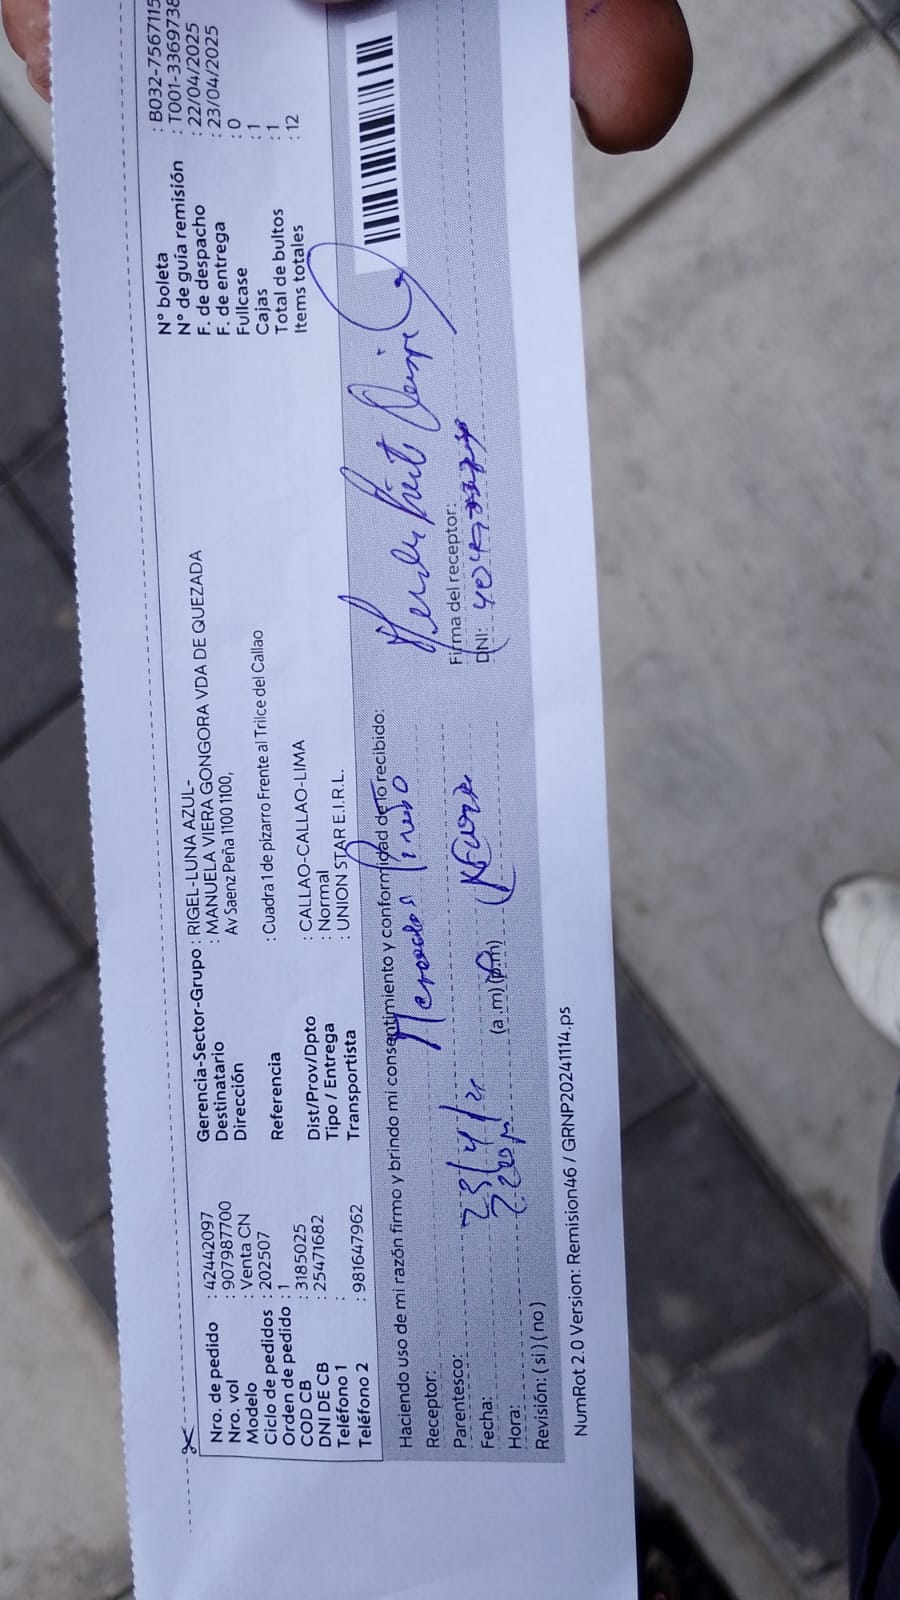 Nro. de pedido : 42442097
Nro. vol : 907987700
Modelo : Venta CN
Ciclo de pedidos : 202507
Orden de pedido : 1
COD CB : 3185025
DNI DE CB : 25471682
Teléfono 1 :
Teléfono 2 : 981647962
Gerencia-Sector-Grupo : RIGEL-LUNA AZUL-
Destinatario : MANUELA VIERA GONGORA VDA DE QUEZADA
Dirección Av Saenz Peña 1100 1100,
Referencia : Cuadra 1 de pizarro Frente al Trilce del Callao
Dist/Prov/Dpto : CALLAO-CALLAO-LIMA
Tipo / Entrega : Normal
Transportista : UNION STAR E.I.R.L.
N° boleta : B032-7567115
N° de guía remisión : T001-3369738
F. de despacho : 22/04/2025
F. de entrega : 23/04/2025
Fullcase : 0
Cajas : 1
Total de bultos : 1
Items totales : 12
Haciendo uso de mi razón firmo y brindo mi consentimiento y conformidad de lo recibido:
Receptor:
Parentesco:
Fecha: 23/4/
Hora: (a.m) (p.m)
Revisión: ( si ) ( no )
Firma del receptor:
DNI:
NumRot 2.0 Version: Remision46 / GRNP20241114.ps